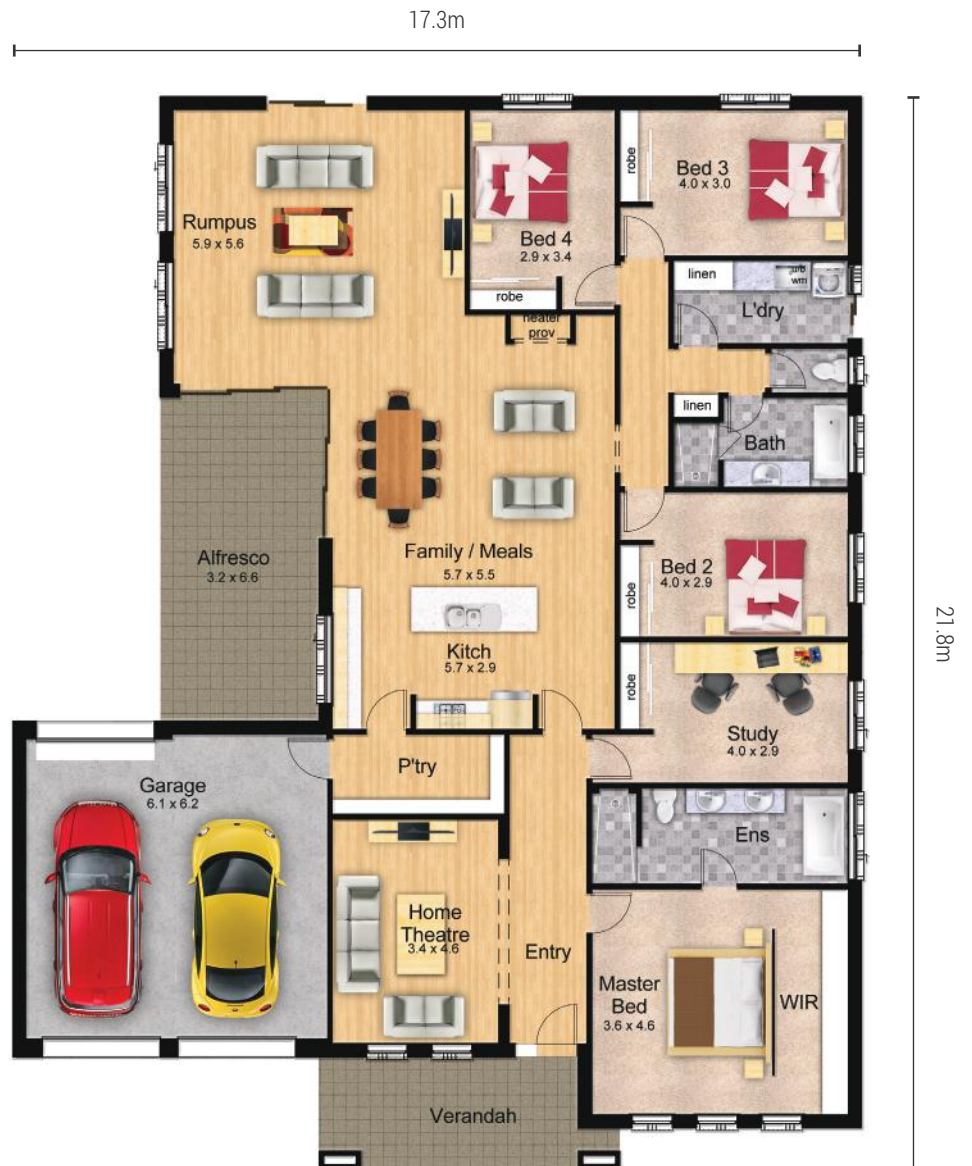 17.3m
21.8m
Rumpus
5.9 x 5.6
Bed 4
2.9 x 3.4
robe
robe
Bed 3
4.0 x 3.0
heater
prov
linen
wm
L'dry
linen
Bath
Family / Meals
5.7 x 5.5
Alfresco
3.2 x 6.6
robe
Bed 2
4.0 x 2.9
Kitch
5.7 x 2.9
robe
Study
4.0 x 2.9
P'try
Garage
6.1 x 6.2
Ens
Home
Theatre
3.4 x 4.6
Entry
Master
Bed
3.6 x 4.6
WIR
Verandah